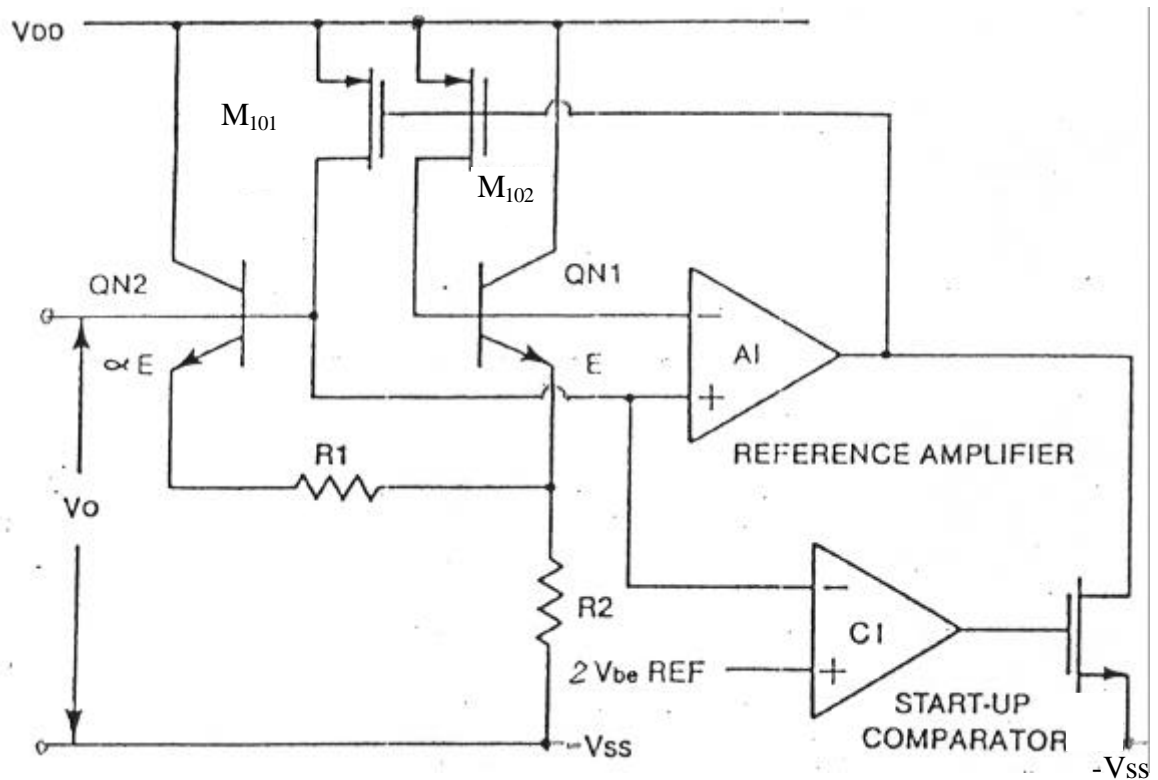 VDD
M101
M102
QN2
QN1
αE
E
-
AI
+
REFERENCE AMPLIFIER
R1
Vo
R2
-
CI
2 Vbe REF
+
START-UP
COMPARATOR
-VSS
-VSS